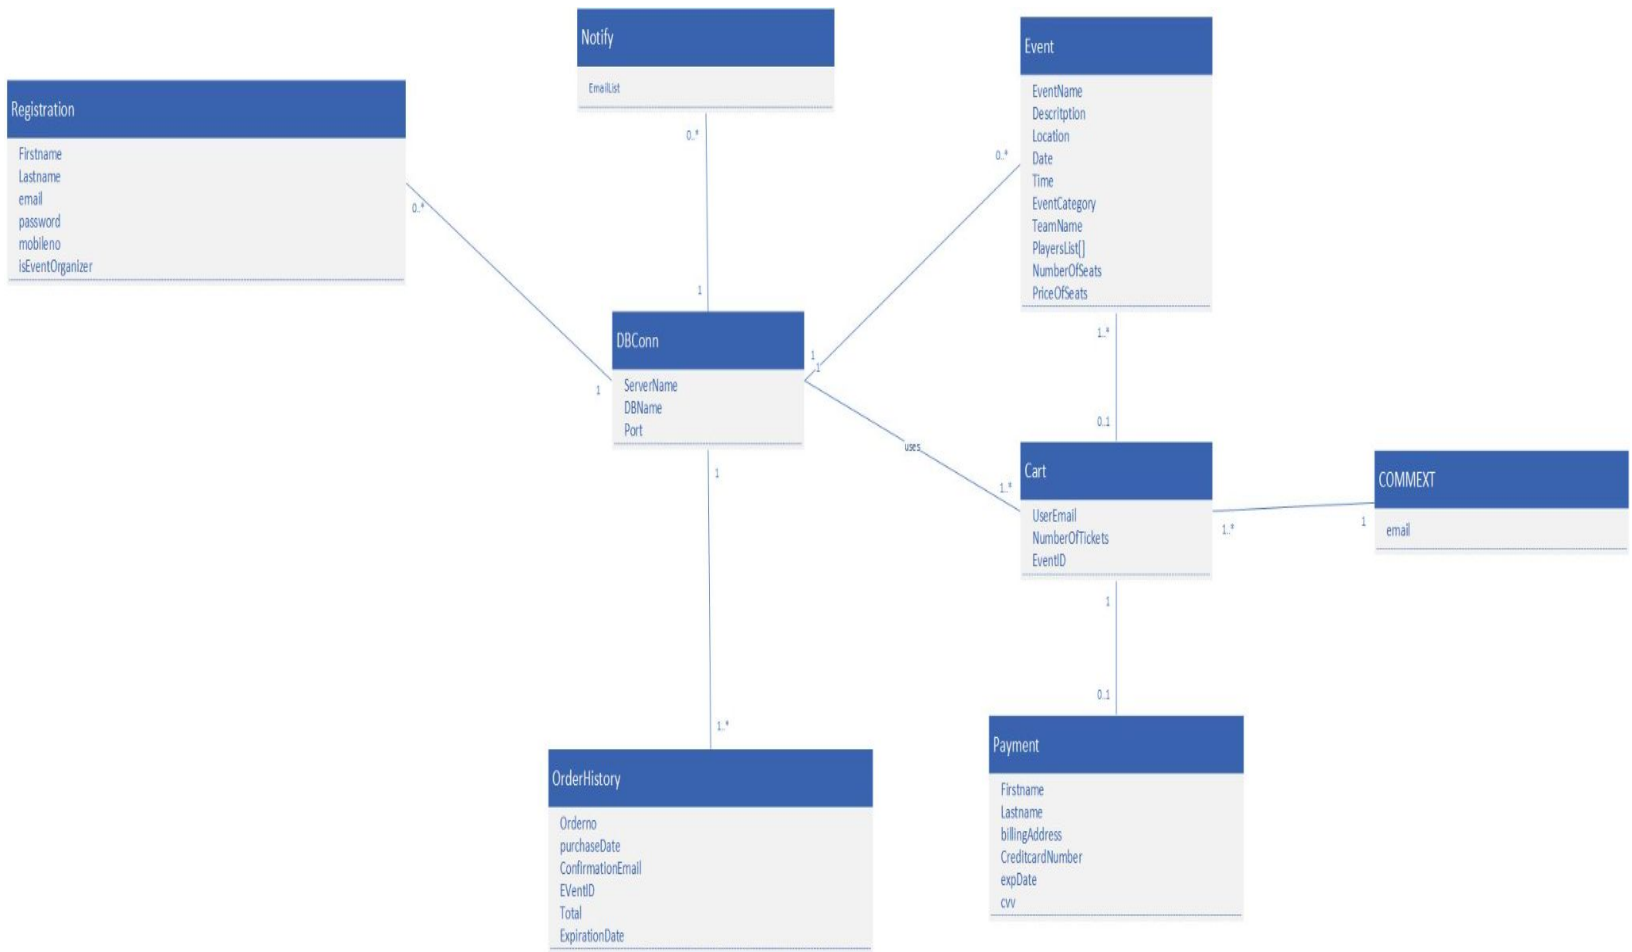 Notify
EmailList
0..*
1
Event
EventName
Descritption
Location
Date
Time
EventCategory
TeamName
PlayersList[]
NumberOfSeats
PriceOfSeats
0..*
1..*
Registration
Firstname
Lastname
email
password
mobileno
isEventOrganizer
0..*
1
DBConn
ServerName
DBName
Port
1
1
uses
1..*
0..1
Cart
UserEmail
NumberOfTickets
EventID
1..*
1
COMMEXT
email
1
0..1
1
1..*
OrderHistory
Orderno
purchaseDate
ConfirmationEmail
EVentID
Total
ExpirationDate
Payment
Firstname
Lastname
billingAddress
CreditcardNumber
expDate
cvv